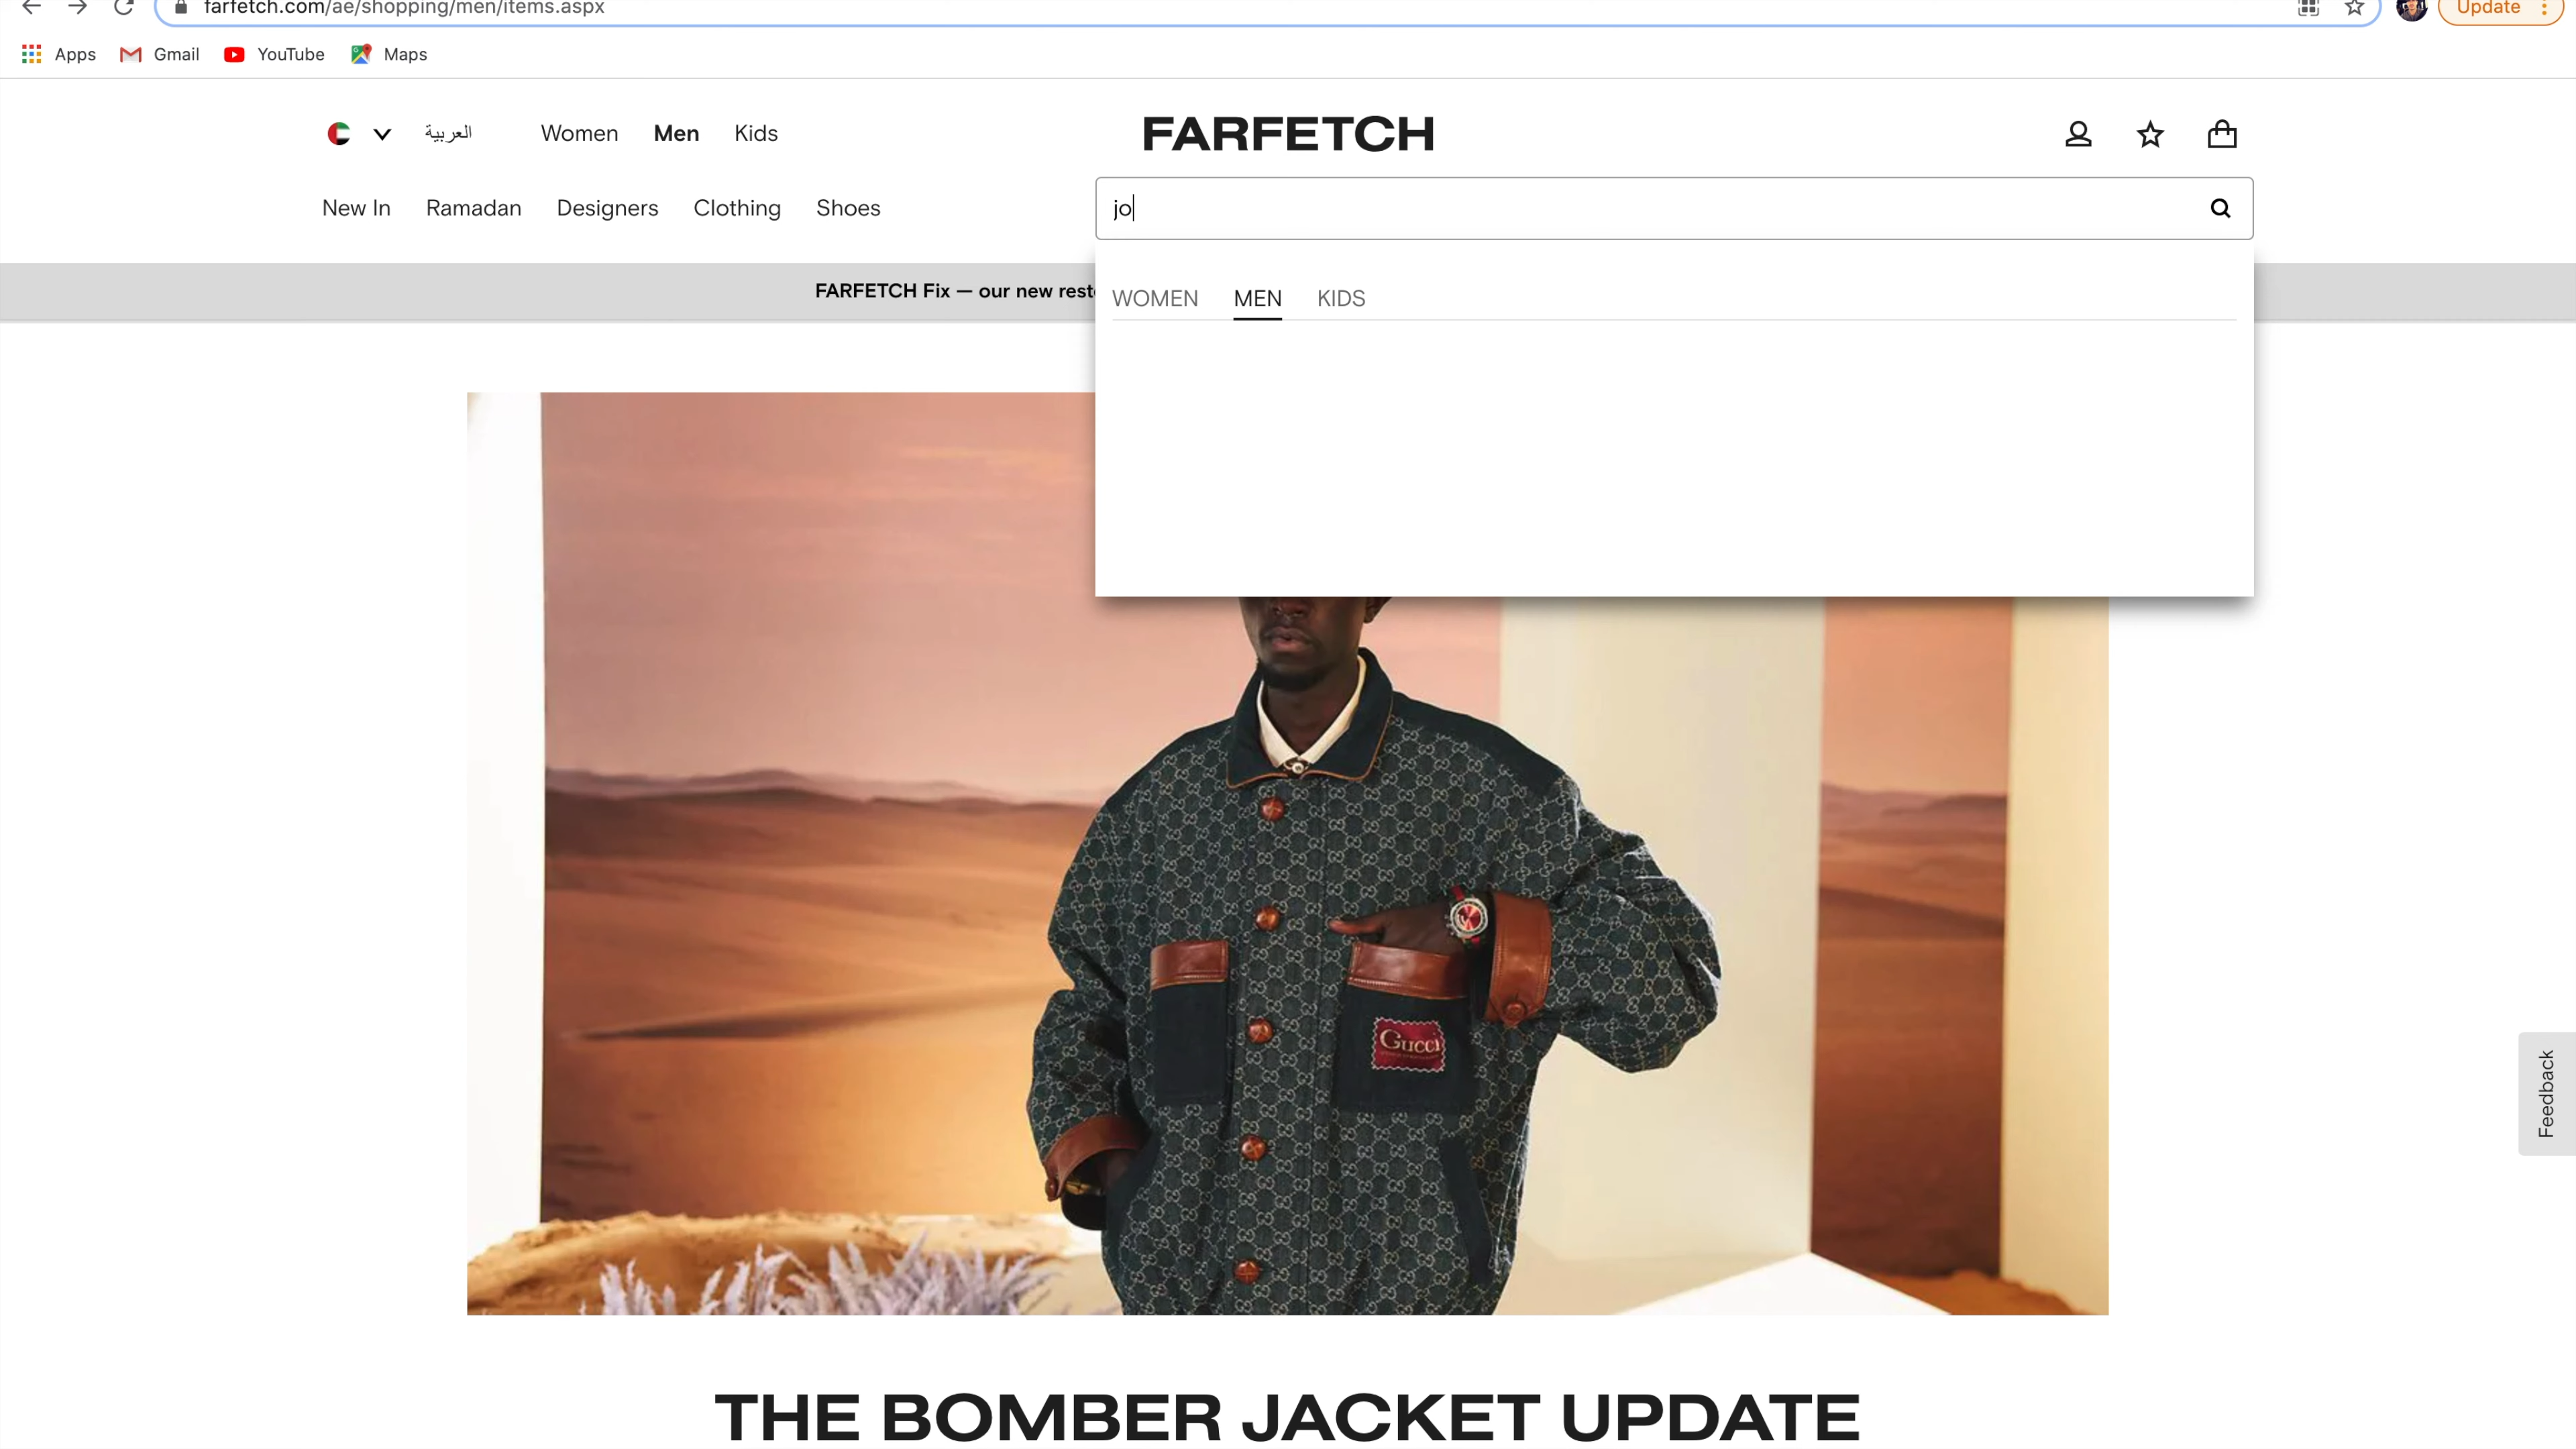 farfetch.com/ae/shopping/men/items.aspx
Update
Apps Gmail YouTube Maps
العربية Women Men Kids
FARFETCH
New In Ramadan Designers Clothing Shoes
jo
FARFETCH Fix — our new rest
WOMEN MEN KIDS
Gucci
Feedback
THE BOMBER JACKET UPDATE